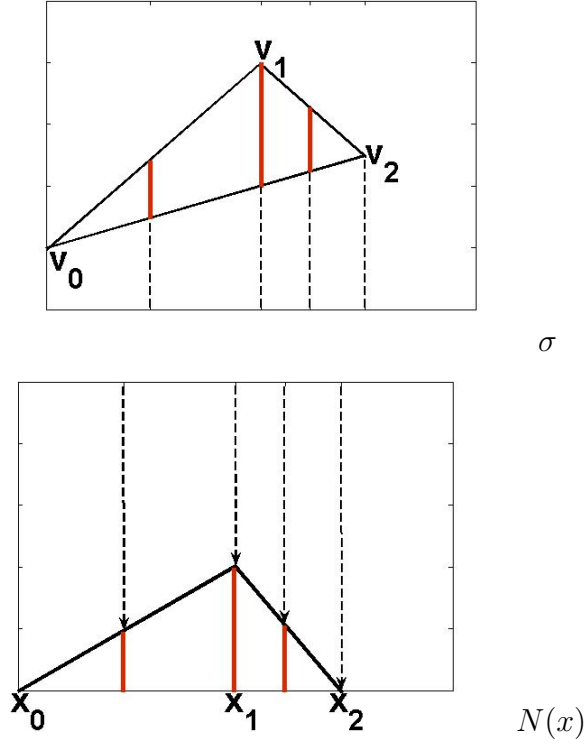 v₁
v₂
v₀
σ
x₀ x₁ x₂
N(x)